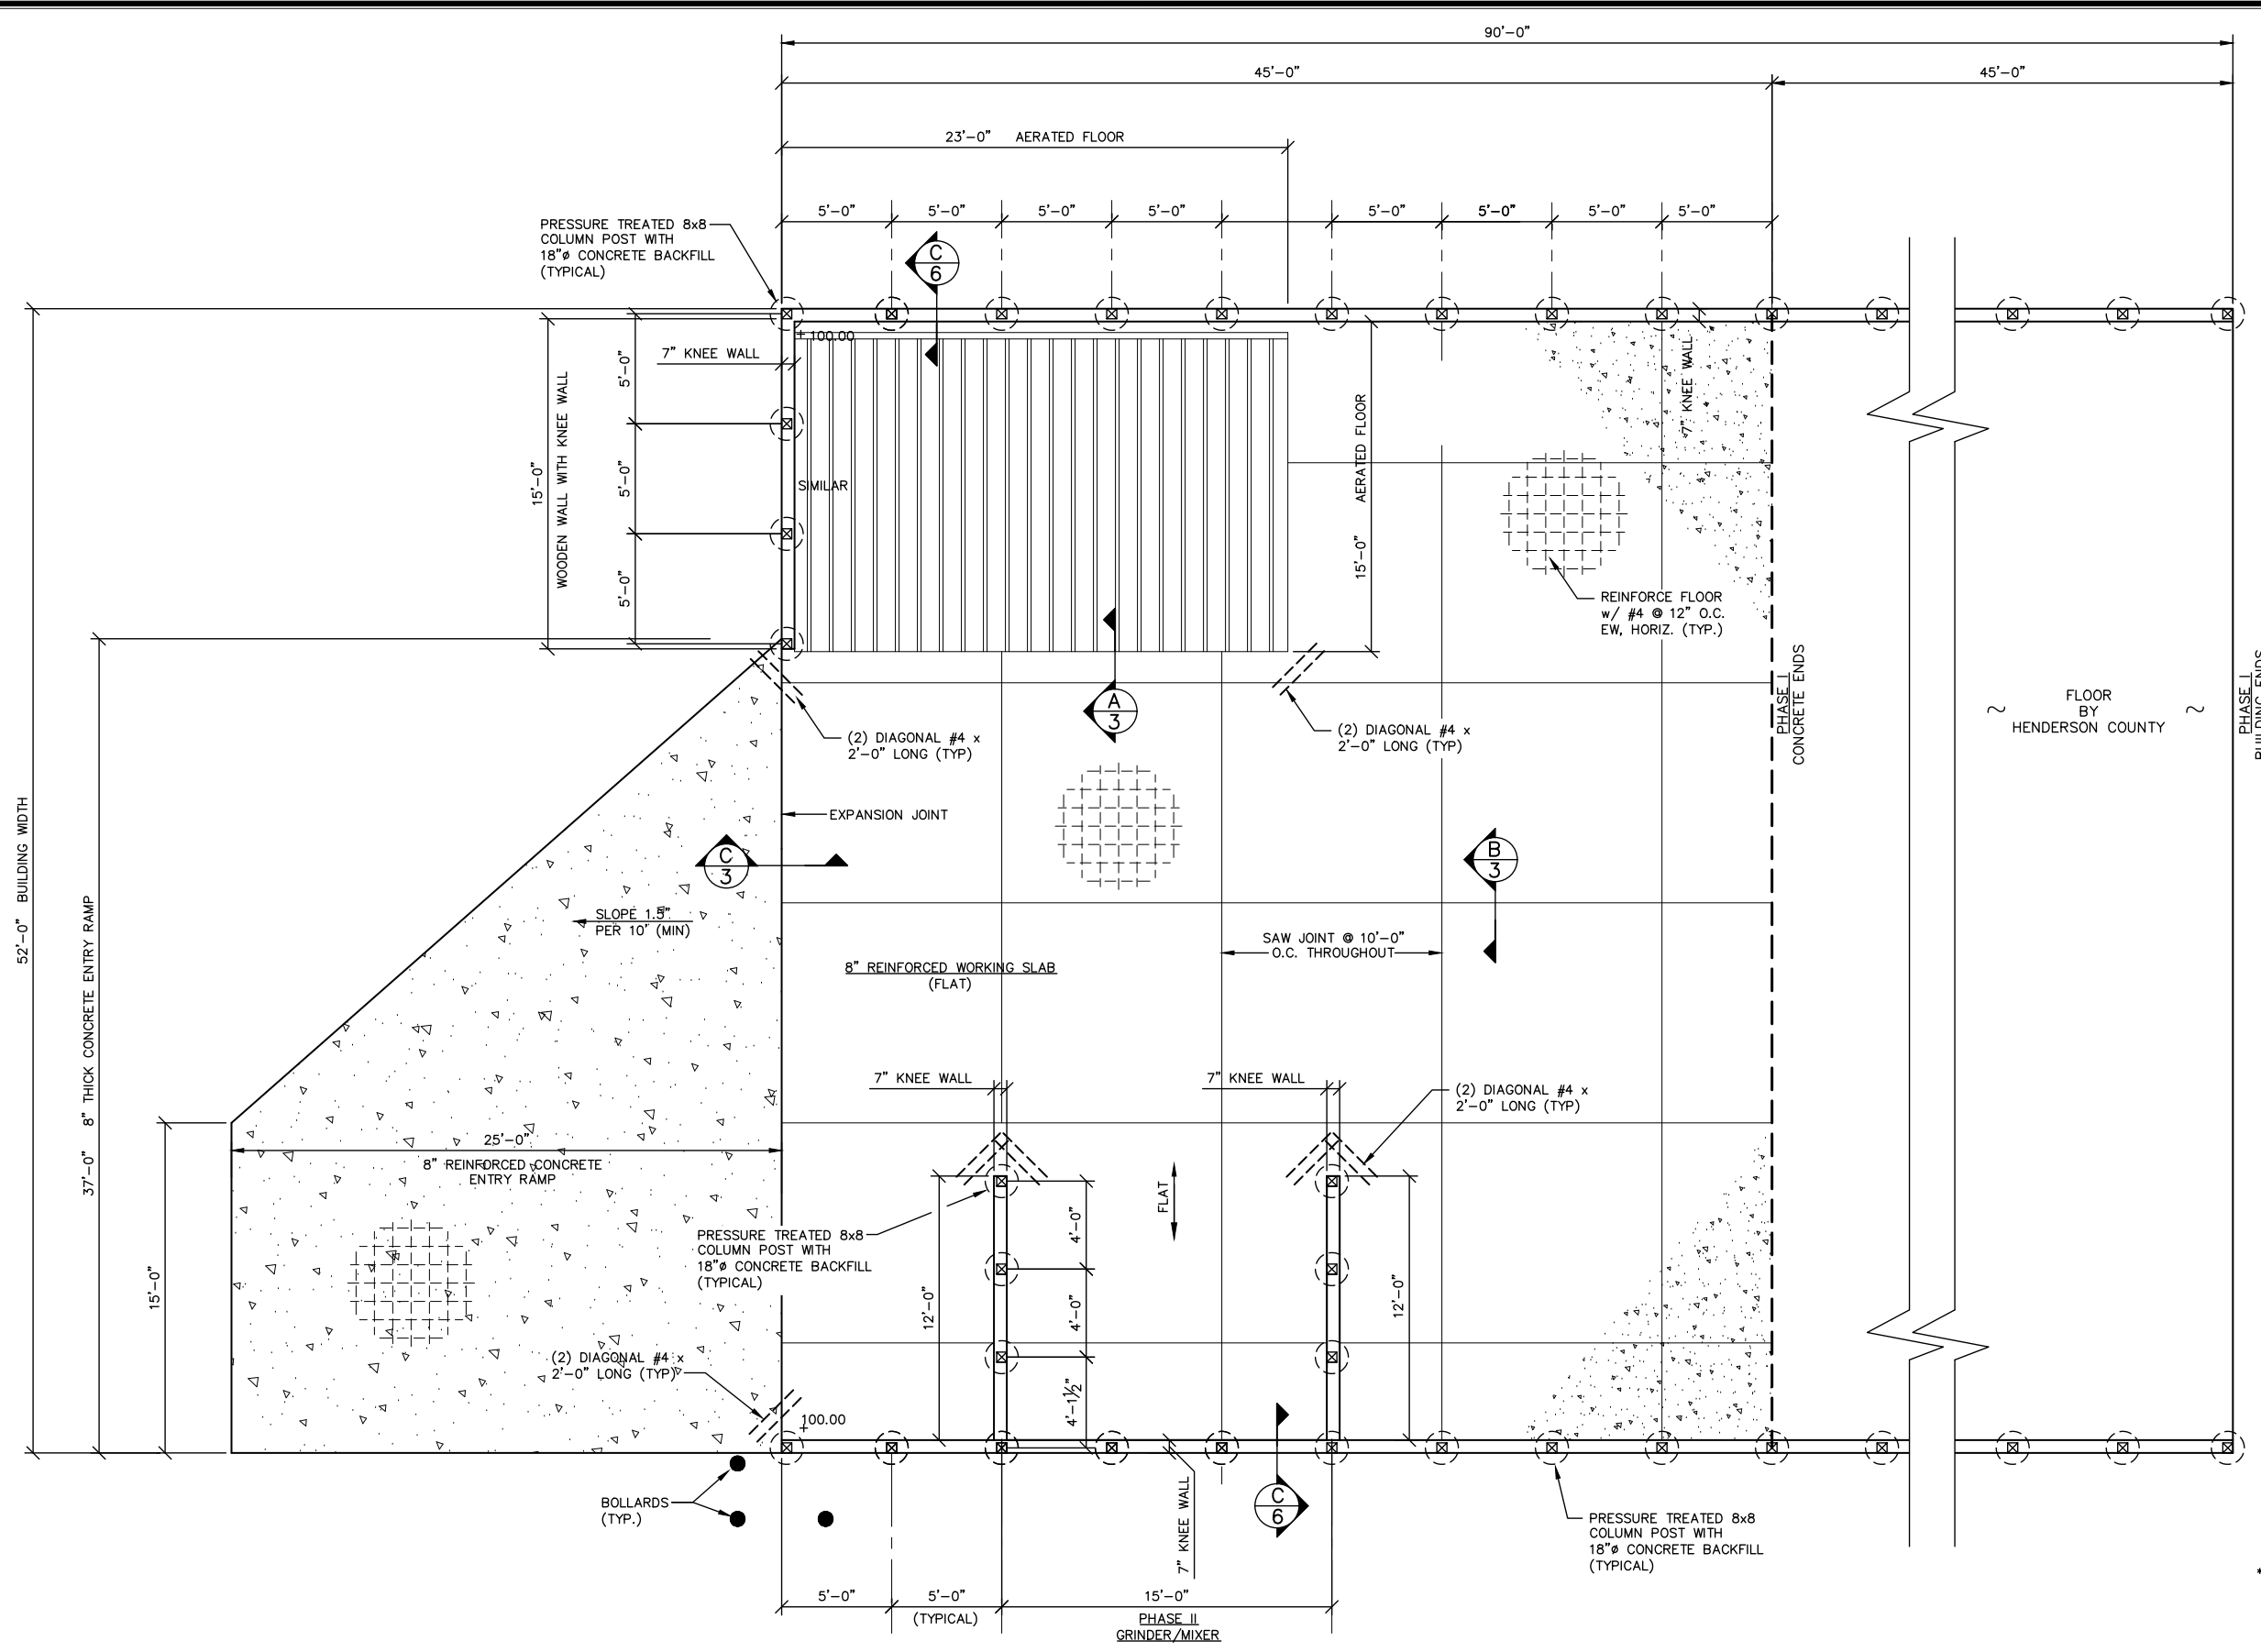 90'-0"
45'-0"
45'-0"
23'-0" AERATED FLOOR
5'-0"
5'-0"
5'-0"
5'-0"
5'-0"
5'-0"
5'-0"
5'-0"
PRESSURE TREATED 8x8
COLUMN POST WITH
18"ø CONCRETE BACKFILL
(TYPICAL)
C
6
100.00
7" KNEE WALL
5'-0"
5'-0"
5'-0"
15'-0"
WOODEN WALL WITH KNEE WALL
SIMILAR
15'-0" AERATED FLOOR
7" KNEE WALL
REINFORCE FLOOR
w/ #4 @ 12" O.C.
EW, HORIZ. (TYP.)
A
3
(2) DIAGONAL #4 x
2'-0" LONG (TYP)
(2) DIAGONAL #4 x
2'-0" LONG (TYP)
PHASE I
CONCRETE ENDS
FLOOR
BY
HENDERSON COUNTY
PHASE I
BUILDING ENDS
EXPANSION JOINT
C
3
B
3
52'-0" BUILDING WIDTH
37'-0" 8" THICK CONCRETE ENTRY RAMP
SLOPE 1.5"
PER 10' (MIN)
SAW JOINT @ 10'-0"
O.C. THROUGHOUT
8" REINFORCED WORKING SLAB
(FLAT)
7" KNEE WALL
7" KNEE WALL
(2) DIAGONAL #4 x
2'-0" LONG (TYP)
25'-0"
8" REINFORCED CONCRETE
ENTRY RAMP
15'-0"
FLAT
PRESSURE TREATED 8x8
COLUMN POST WITH
18"ø CONCRETE BACKFILL
(TYPICAL)
12'-0"
4'-0"
4'-0"
4'-1½"
12'-0"
(2) DIAGONAL #4 x
2'-0" LONG (TYP)
100.00
BOLLARDS
(TYP.)
7" KNEE WALL
C
6
PRESSURE TREATED 8x8
COLUMN POST WITH
18"ø CONCRETE BACKFILL
(TYPICAL)
*
5'-0"
5'-0"
(TYPICAL)
15'-0"
PHASE II
GRINDER/MIXER